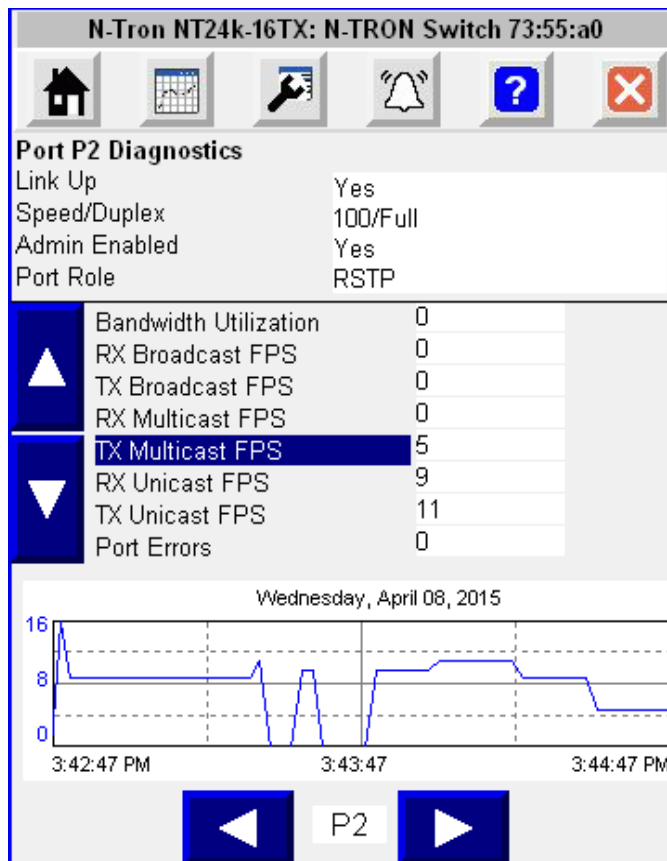 N-Tron NT24k-16TX: N-TRON Switch 73:55:a0
?
Port P2 Diagnostics
Link Up Yes
Speed/Duplex 100/Full
Admin Enabled Yes
Port Role RSTP
Bandwidth Utilization 0
RX Broadcast FPS 0
TX Broadcast FPS 0
RX Multicast FPS 0
TX Multicast FPS 5
RX Unicast FPS 9
TX Unicast FPS 11
Port Errors 0
Wednesday, April 08, 2015
16
8
0
3:42:47 PM 3:43:47 3:44:47 PM
P2